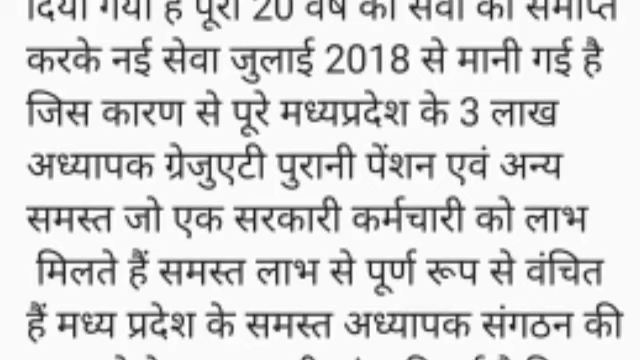 दिया गया है पूरी 20 वर्ष की सेवा को समाप्त
करके नई सेवा जुलाई 2018 से मानी गई है
जिस कारण से पूरे मध्यप्रदेश के 3 लाख
अध्यापक ग्रेजुएटी पुरानी पेंशन एवं अन्य
समस्त जो एक सरकारी कर्मचारी को लाभ
मिलते हैं समस्त लाभ से पूर्ण रूप से वंचित
हैं मध्य प्रदेश के समस्त अध्यापक संगठन की